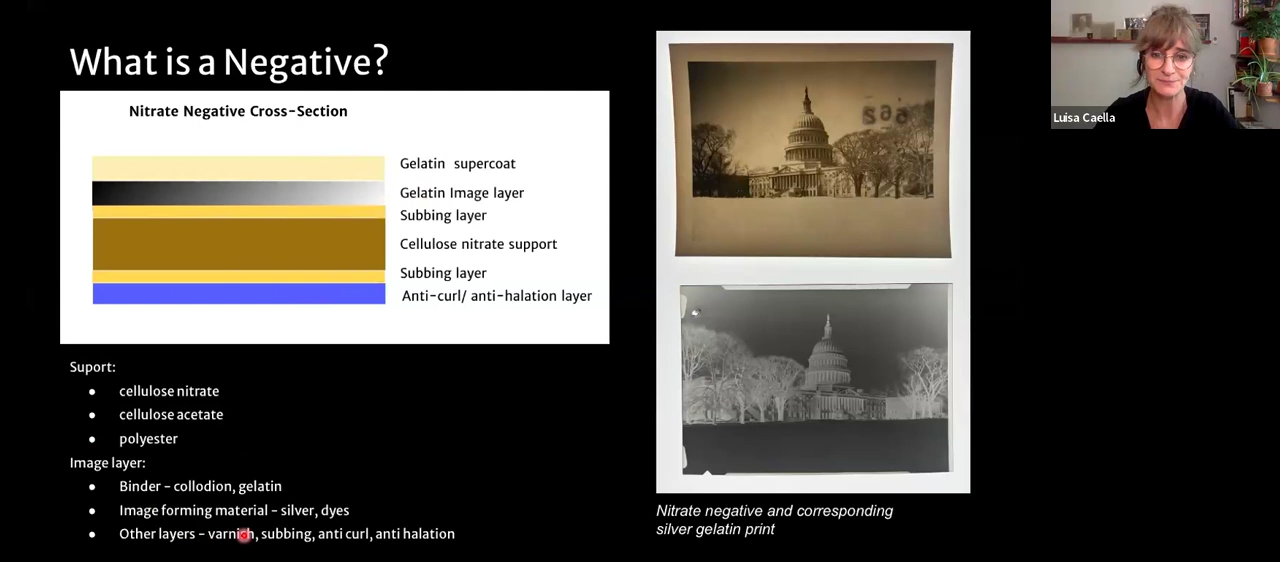 What is a Negative?
Nitrate Negative Cross-Section
Gelatin supercoat
Gelatin Image layer
Subbing layer
Cellulose nitrate support
Subbing layer
Anti-curl/ anti-halation layer
Suport:
● cellulose nitrate
● cellulose acetate
● polyester
Image layer:
● Binder – collodion, gelatin
● Image forming material – silver, dyes
● Other layers – varnish, subbing, anti curl, anti halation
Nitrate negative and corresponding
silver gelatin print
Luisa Caella